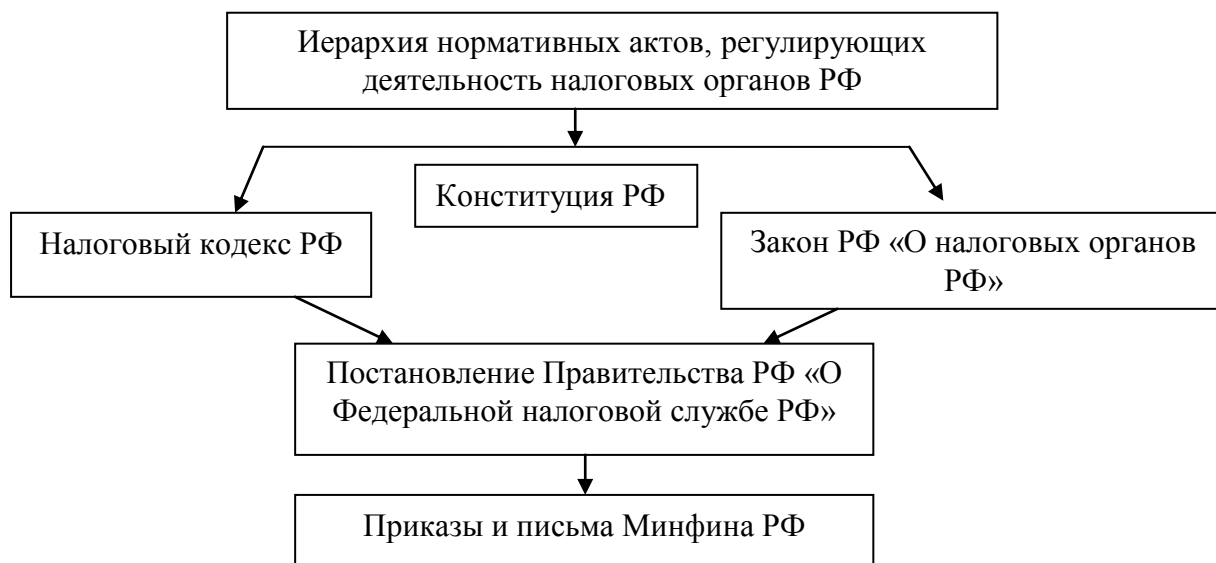 Иерархия нормативных актов, регулирующих
деятельность налоговых органов РФ
Конституция РФ
Налоговый кодекс РФ
Закон РФ «О налоговых органов
РФ»
Постановление Правительства РФ «О
Федеральной налоговой службе РФ»
Приказы и письма Минфина РФ